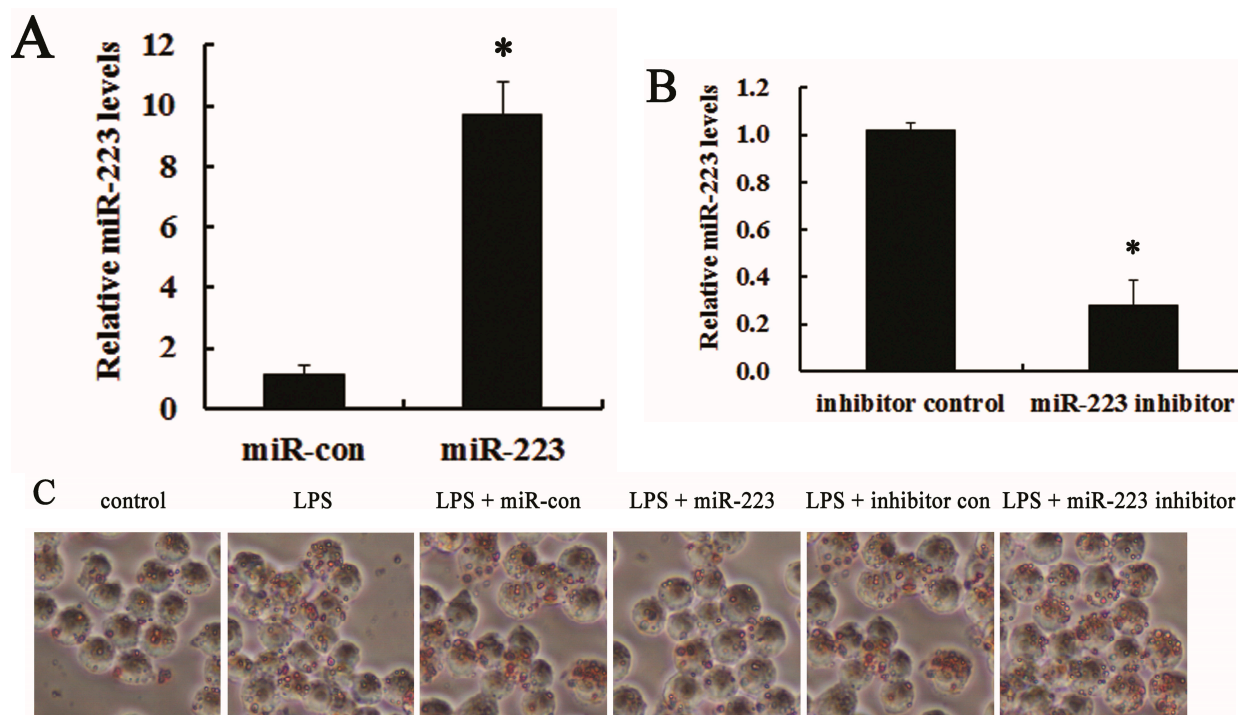 A
Relative miR-223 levels
12
10
8
6
4
2
0
*
miR-con
miR-223
B
Relative miR-223 levels
1.2
1.0
0.8
0.6
0.4
0.2
0.0
*
inhibitor control
miR-223 inhibitor
C
control
LPS
LPS + miR-con
LPS + miR-223
LPS + inhibitor con
LPS + miR-223 inhibitor